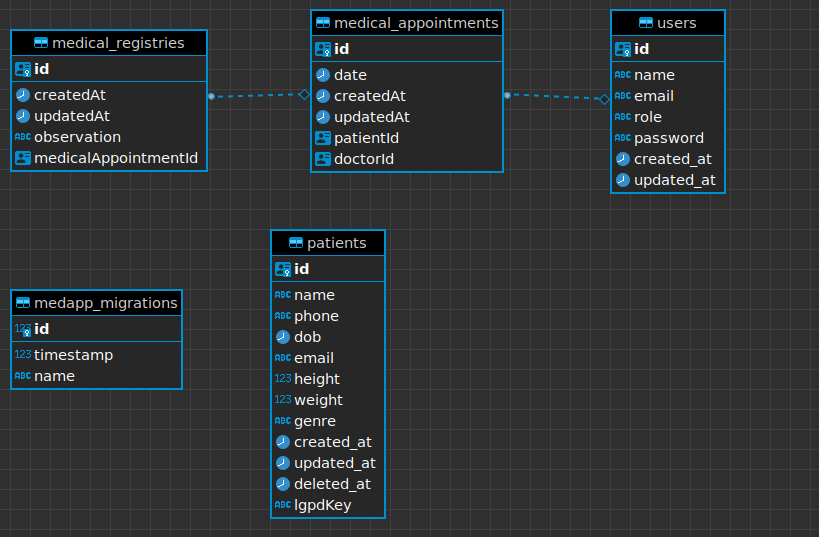 medical_registries
id
createdAt
updatedAt
ABC observation
medicalAppointmentId
medical_appointments
id
date
createdAt
updatedAt
patientId
doctorId
users
id
ABC name
ABC email
ABC role
ABC password
created_at
updated_at
medapp_migrations
123 id
123 timestamp
ABC name
patients
id
ABC name
ABC phone
dob
ABC email
123 height
123 weight
ABC genre
created_at
updated_at
deleted_at
ABC lgpdKey